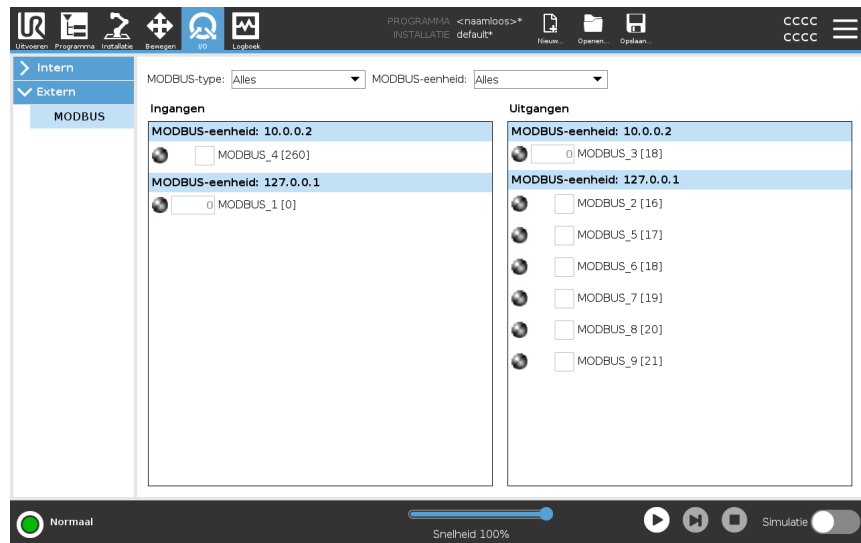 PROGRAMMA <naamloos>*
INSTALLATIE default*
CCCC
CCCC
Uitvoeren Programma Installatie Bewegen I/O Logboek Nieuw... Openen... Opslaan...
Intern
Extern
MODBUS
MODBUS-type: Alles MODBUS-eenheid: Alles
Ingangen
MODBUS-eenheid: 10.0.0.2
MODBUS_4 [260]
MODBUS-eenheid: 127.0.0.1
0 MODBUS_1 [0]
Uitgangen
MODBUS-eenheid: 10.0.0.2
0 MODBUS_3 [18]
MODBUS-eenheid: 127.0.0.1
MODBUS_2 [16]
MODBUS_5 [17]
MODBUS_6 [18]
MODBUS_7 [19]
MODBUS_8 [20]
MODBUS_9 [21]
Normaal
Snelheid 100%
Simulatie